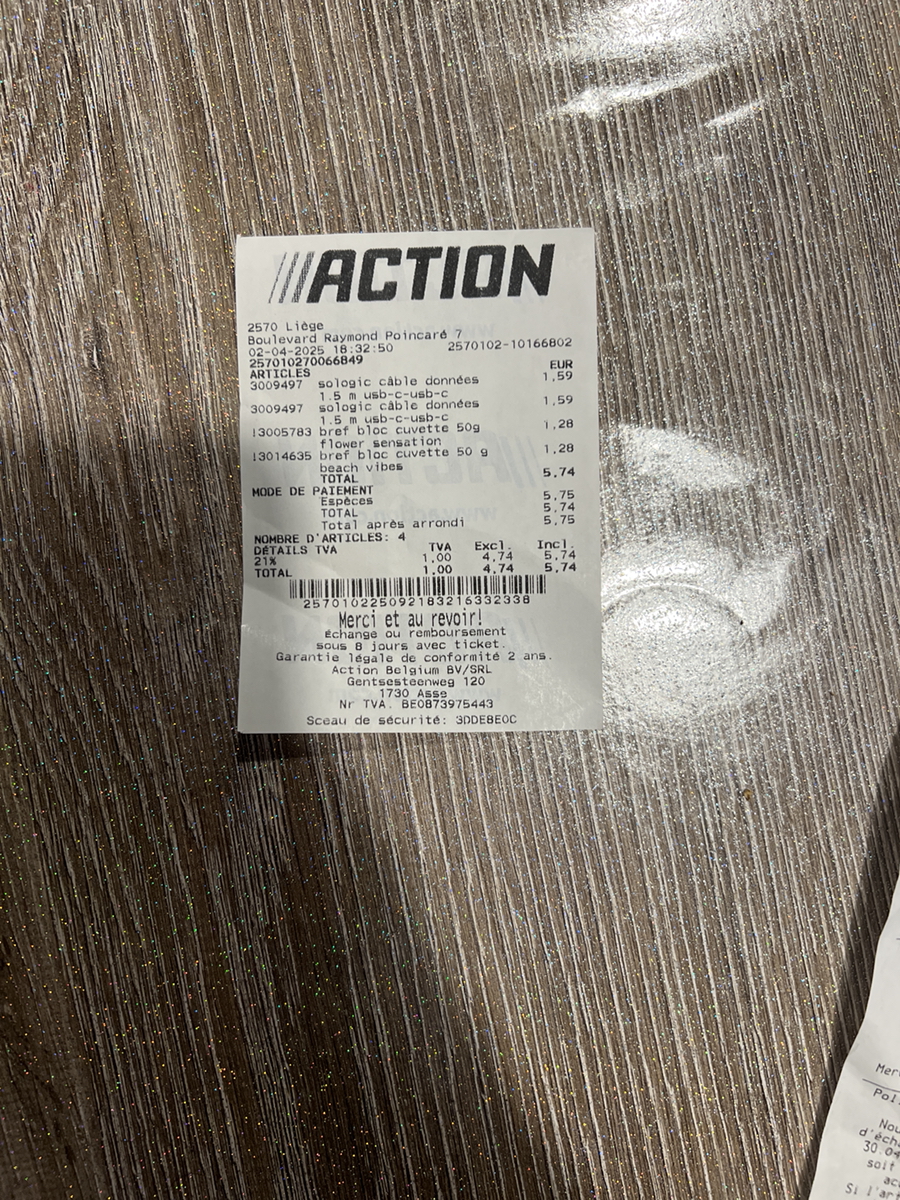 ///ACTION
2570 Liège
Boulevard Raymond Poincaré 7
02-04-2025 18:32:50 2570102-10166802
257010270066849
ARTICLES EUR
3009497 sologic câble données 1,59
1.5 m usb-c-usb-c
3009497 sologic câble données 1,59
1.5 m usb-c-usb-c
13005783 bref bloc cuvette 50g 1,28
flower sensation
13014635 bref bloc cuvette 50 g 1,28
beach vibes
TOTAL 5,74
MODE DE PAIEMENT
Espèces 5,75
TOTAL 5,74
Total après arrondi 5,75
NOMBRE D'ARTICLES: 4
DÉTAILS TVA TVA Excl. Incl.
21% 1,00 4,74 5,74
TOTAL 1,00 4,74 5,74
2570102250921832163323​38
Merci et au revoir!
Échange ou remboursement
sous 8 jours avec ticket.
Garantie légale de conformité 2 ans.
Action Belgium BV/SRL
Gentsesteenweg 120
1730 Asse
Nr TVA. BE0873975443
Sceau de sécurité: 3DDE8E0C
soit
Si l'art